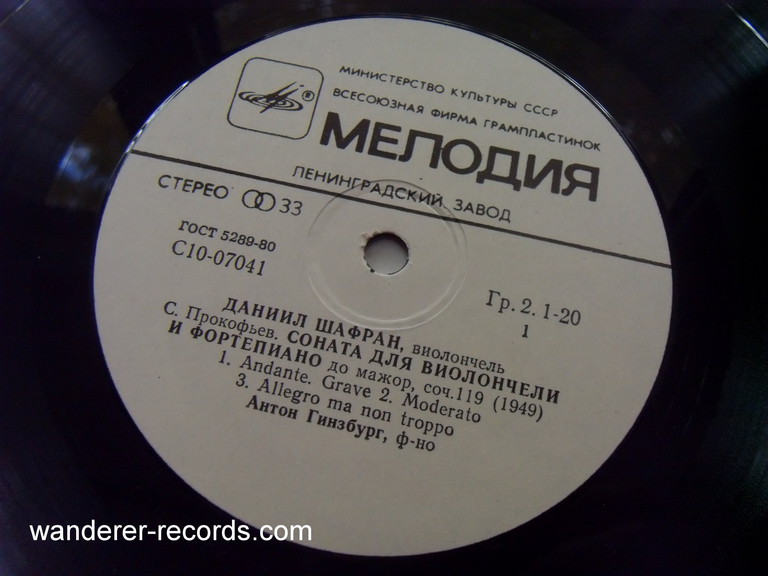 МИНИСТЕРСТВО КУЛЬТУРЫ СССР
ВСЕСОЮЗНАЯ ФИРМА ГРАМПЛАСТИНОК
®
МЕЛОДИЯ
ЛЕНИНГРАДСКИЙ ЗАВОД
СТЕРЕО 33
ГОСТ 5289-80
С10-07041
Гр. 2. 1-20
1
ДАНИИЛ ШАФРАН, виолончель
С. Прокофьев. СОНАТА ДЛЯ ВИОЛОНЧЕЛИ
И ФОРТЕПИАНО до мажор, соч.119 (1949)
1. Andante. Grave 2. Moderato
3. Allegro ma non troppo
Антон Гинзбург, ф-но
wanderer-records.com